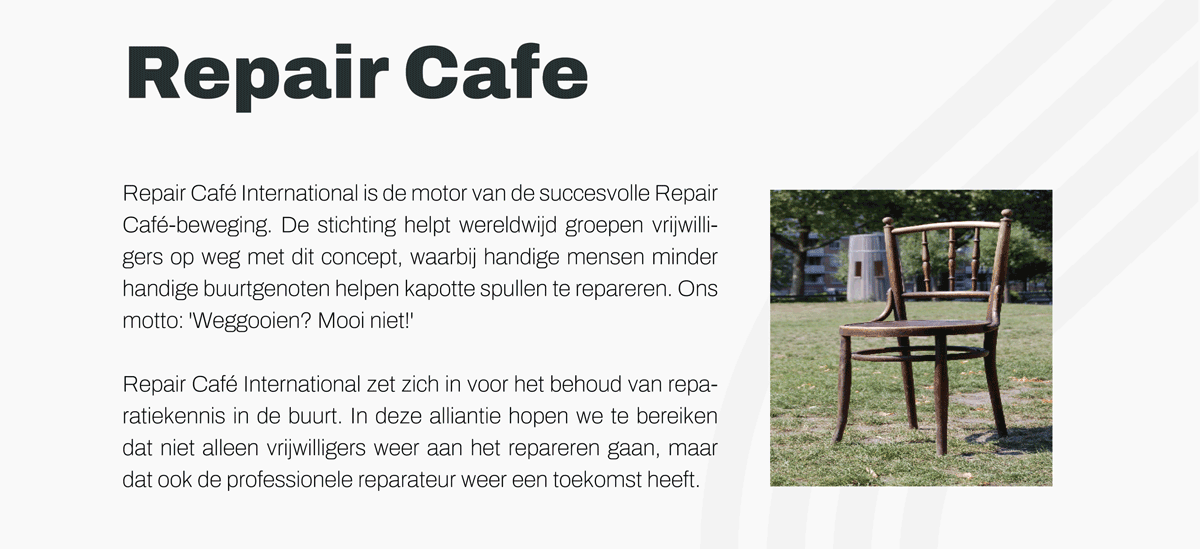 Repair Cafe
Repair Café International is de motor van de succesvolle Repair
Café-beweging. De stichting helpt wereldwijd groepen vrijwilli-
gers op weg met dit concept, waarbij handige mensen minder
handige buurtgenoten helpen kapotte spullen te repareren. Ons
motto: 'Weggooien? Mooi niet!'
Repair Café International zet zich in voor het behoud van repa-
ratiekennis in de buurt. In deze alliantie hopen we te bereiken
dat niet alleen vrijwilligers weer aan het repareren gaan, maar
dat ook de professionele reparateur weer een toekomst heeft.